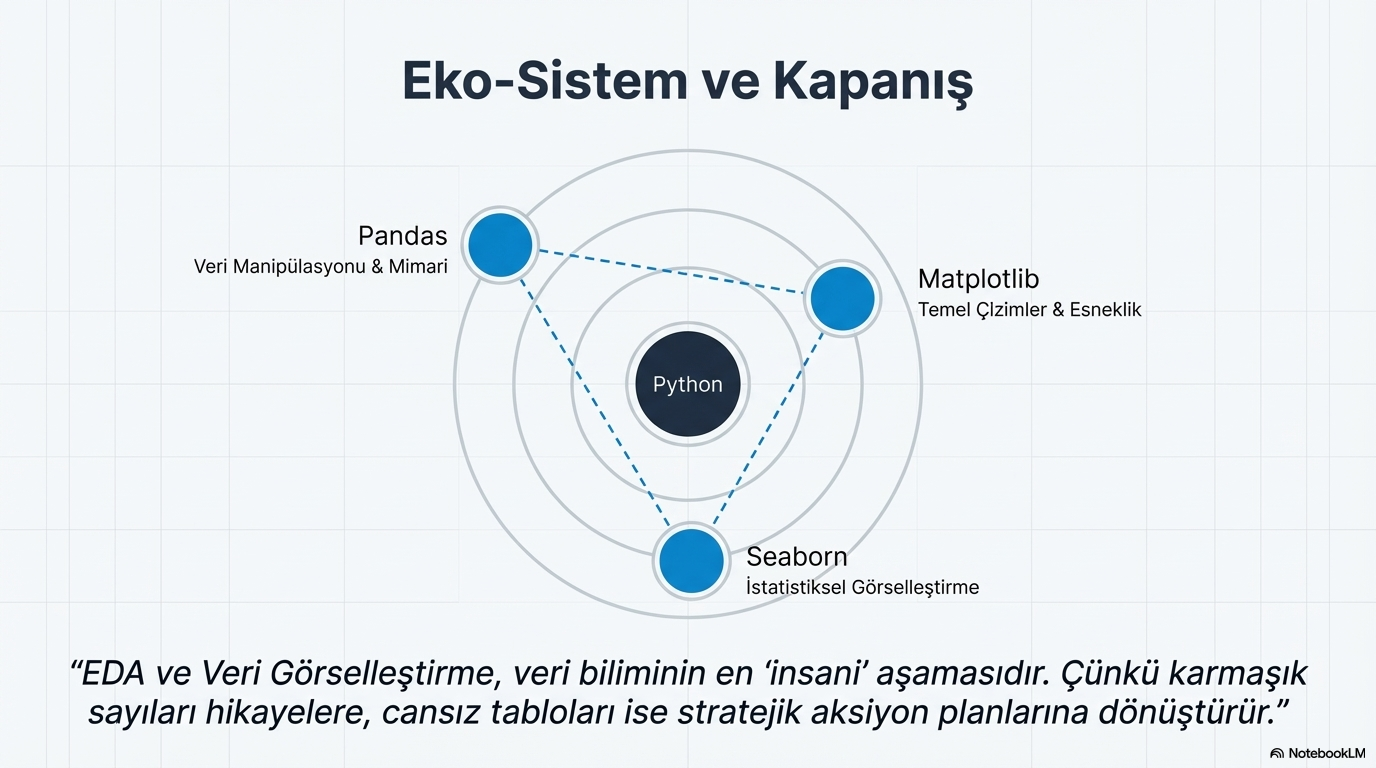 Eko-Sistem ve Kapanış
Pandas
Veri Manipülasyonu & Mimari
Matplotlib
Temel Çlzimler & Esneklik
Python
Seaborn
İstatistiksel Görselleştirme
“EDA ve Veri Görselleştirme, veri biliminin en ‘insani’ aşamasıdır. Çünkü karmaşık
sayıları hikayelere, cansız tabloları ise stratejik aksiyon planlarına dönüştürür.”
NotebookLM